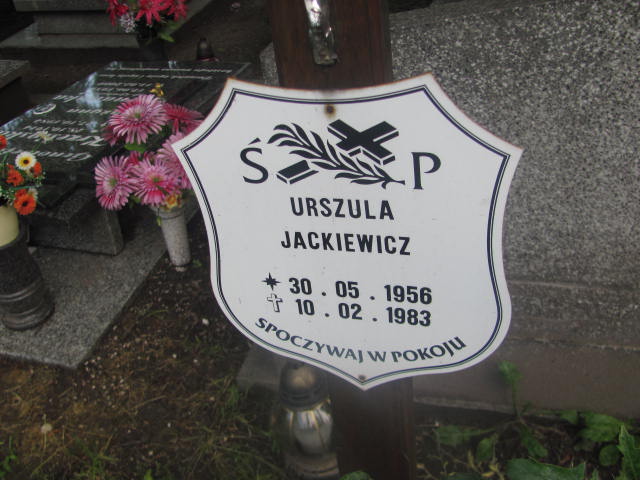 Ś P
URSZULA
JACKIEWICZ
30.05.1956
10.02.1983
SPOCZYWAJ W POKOJU